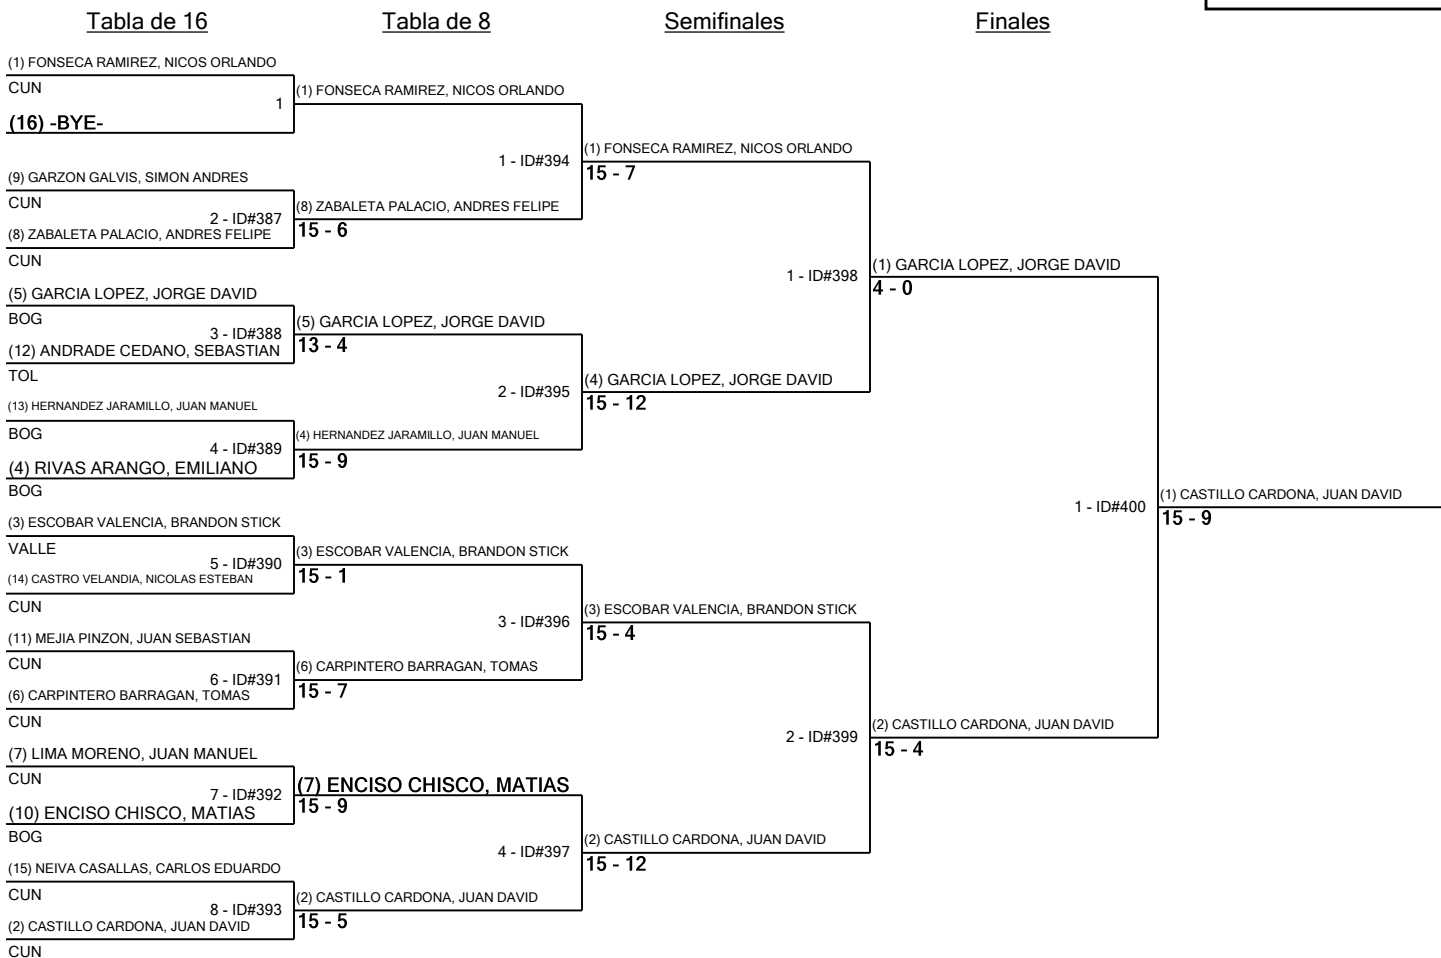 Tabla de 16
Tabla de 8
Semifinales
Finales
(1) FONSECA RAMIREZ, NICOS ORLANDO
CUN
1
(16) -BYE-
(9) GARZON GALVIS, SIMON ANDRES
CUN
2 - ID#387
(8) ZABALETA PALACIO, ANDRES FELIPE
CUN
(5) GARCIA LOPEZ, JORGE DAVID
BOG
3 - ID#388
(12) ANDRADE CEDANO, SEBASTIAN
TOL
(13) HERNANDEZ JARAMILLO, JUAN MANUEL
BOG
4 - ID#389
(4) RIVAS ARANGO, EMILIANO
BOG
(3) ESCOBAR VALENCIA, BRANDON STICK
VALLE
5 - ID#390
(14) CASTRO VELANDIA, NICOLAS ESTEBAN
CUN
(11) MEJIA PINZON, JUAN SEBASTIAN
CUN
6 - ID#391
(6) CARPINTERO BARRAGAN, TOMAS
CUN
(7) LIMA MORENO, JUAN MANUEL
CUN
7 - ID#392
(10) ENCISO CHISCO, MATIAS
BOG
(15) NEIVA CASALLAS, CARLOS EDUARDO
CUN
8 - ID#393
(2) CASTILLO CARDONA, JUAN DAVID
CUN
(1) FONSECA RAMIREZ, NICOS ORLANDO
1 - ID#394
(8) ZABALETA PALACIO, ANDRES FELIPE
15 - 6
(5) GARCIA LOPEZ, JORGE DAVID
13 - 4
2 - ID#395
(4) HERNANDEZ JARAMILLO, JUAN MANUEL
15 - 9
(3) ESCOBAR VALENCIA, BRANDON STICK
15 - 1
3 - ID#396
(6) CARPINTERO BARRAGAN, TOMAS
15 - 7
(7) ENCISO CHISCO, MATIAS
15 - 9
4 - ID#397
(2) CASTILLO CARDONA, JUAN DAVID
15 - 5
(1) FONSECA RAMIREZ, NICOS ORLANDO
15 - 7
1 - ID#398
(4) GARCIA LOPEZ, JORGE DAVID
15 - 12
(3) ESCOBAR VALENCIA, BRANDON STICK
15 - 4
2 - ID#399
(2) CASTILLO CARDONA, JUAN DAVID
15 - 12
(1) GARCIA LOPEZ, JORGE DAVID
4 - 0
1 - ID#400
(2) CASTILLO CARDONA, JUAN DAVID
15 - 4
(1) CASTILLO CARDONA, JUAN DAVID
15 - 9